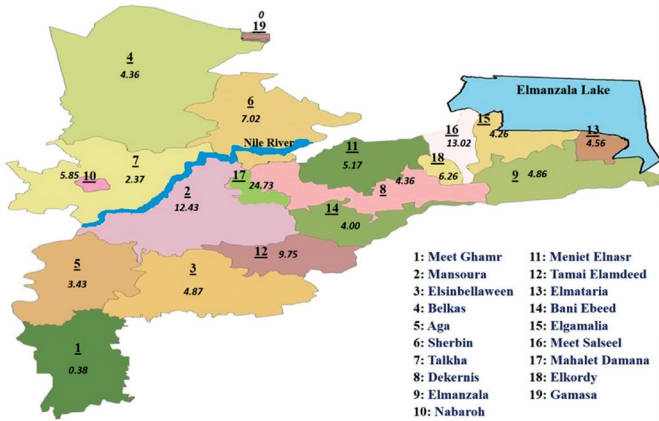 0
19
4
4.36
6
7.02
Elmanzala Lake
Nile River
15
4.26
16
13.02
13
4.56
11
5.17
7
2.37
5.85
10
17
24.73
18
6.26
4.36
8
9
4.86
2
12.43
14
4.00
12
9.75
5
3.43
3
4.87
1
0.38
1: Meet Ghamr
2: Mansoura
3: Elsinbellaween
4: Belkas
5: Aga
6: Sherbin
7: Talkha
8: Dekernis
9: Elmanzala
10: Nabaroh
11: Meniet Elnasr
12: Tamai Elamdeed
13: Elmataria
14: Bani Ebeed
15: Elgamalia
16: Meet Salseel
17: Mahalet Damana
18: Elkordy
19: Gamasa